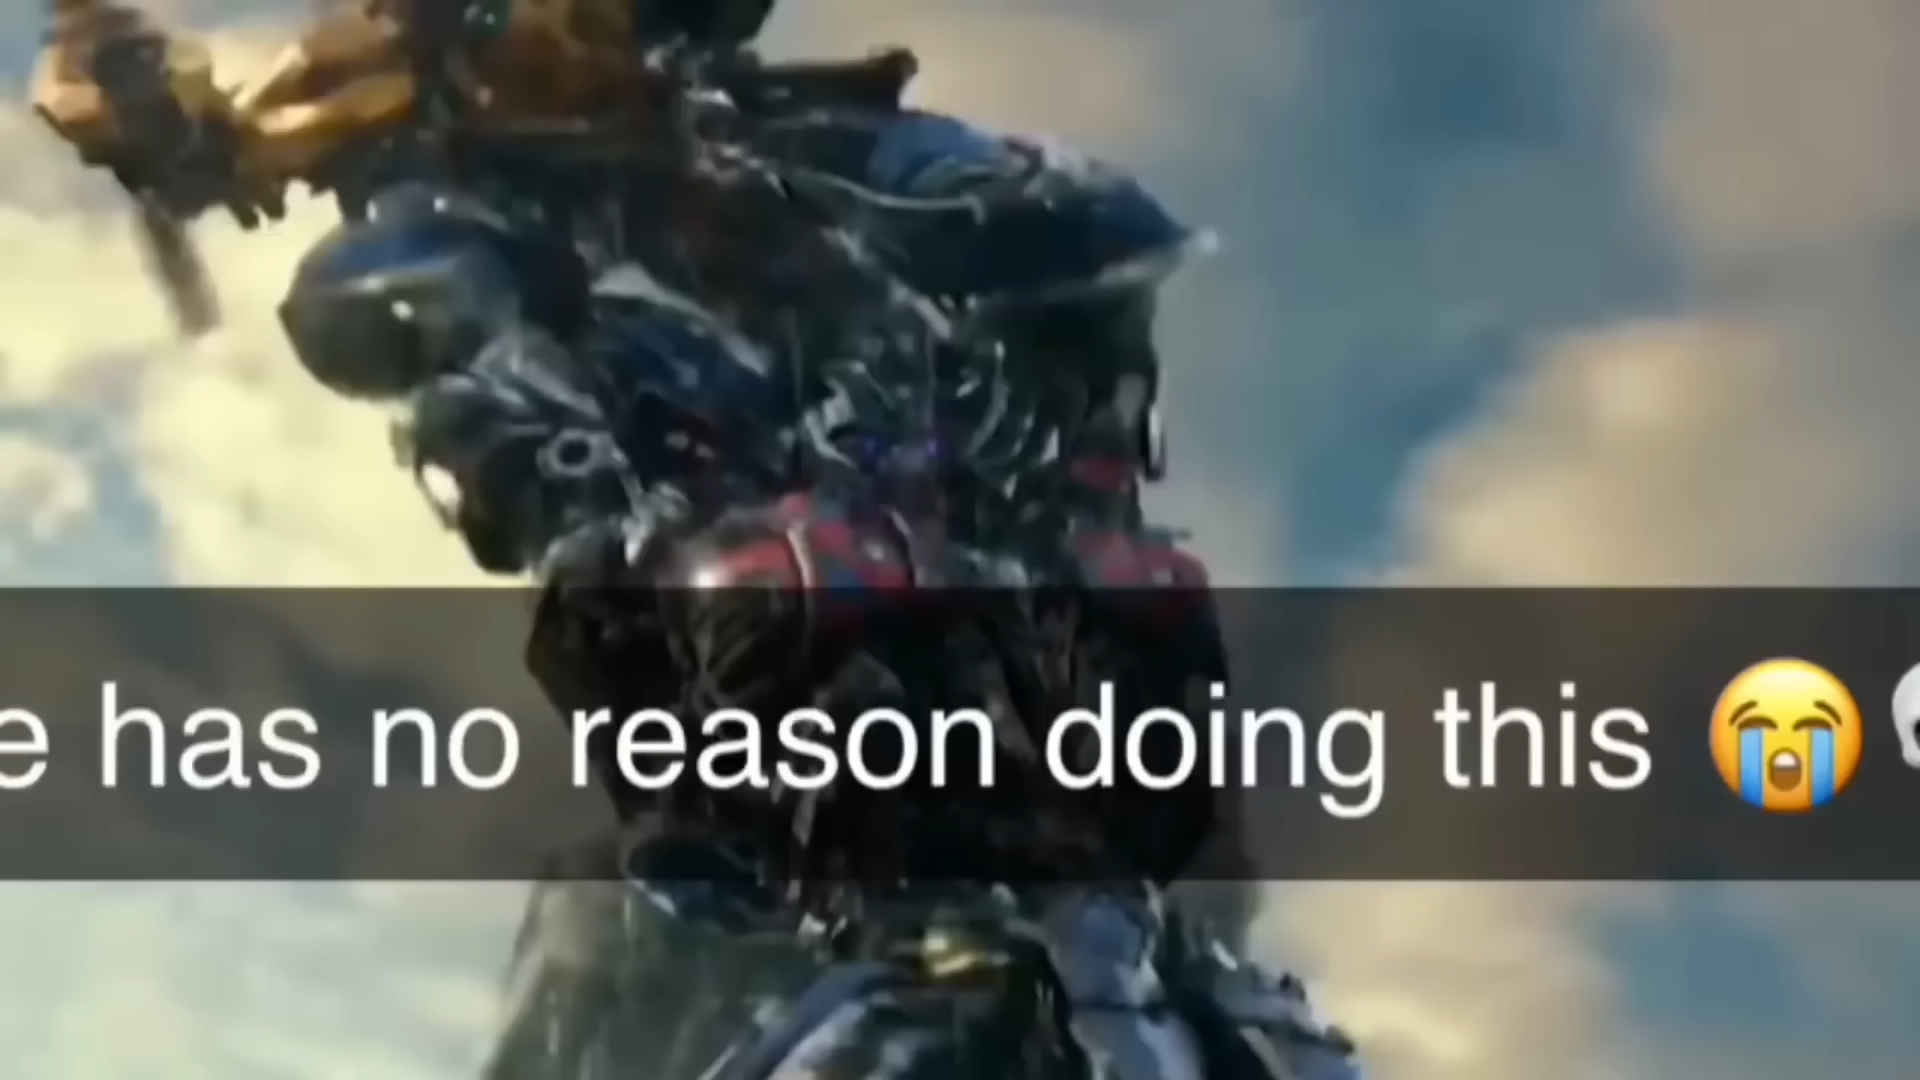 e has no reason doing this 😭💀